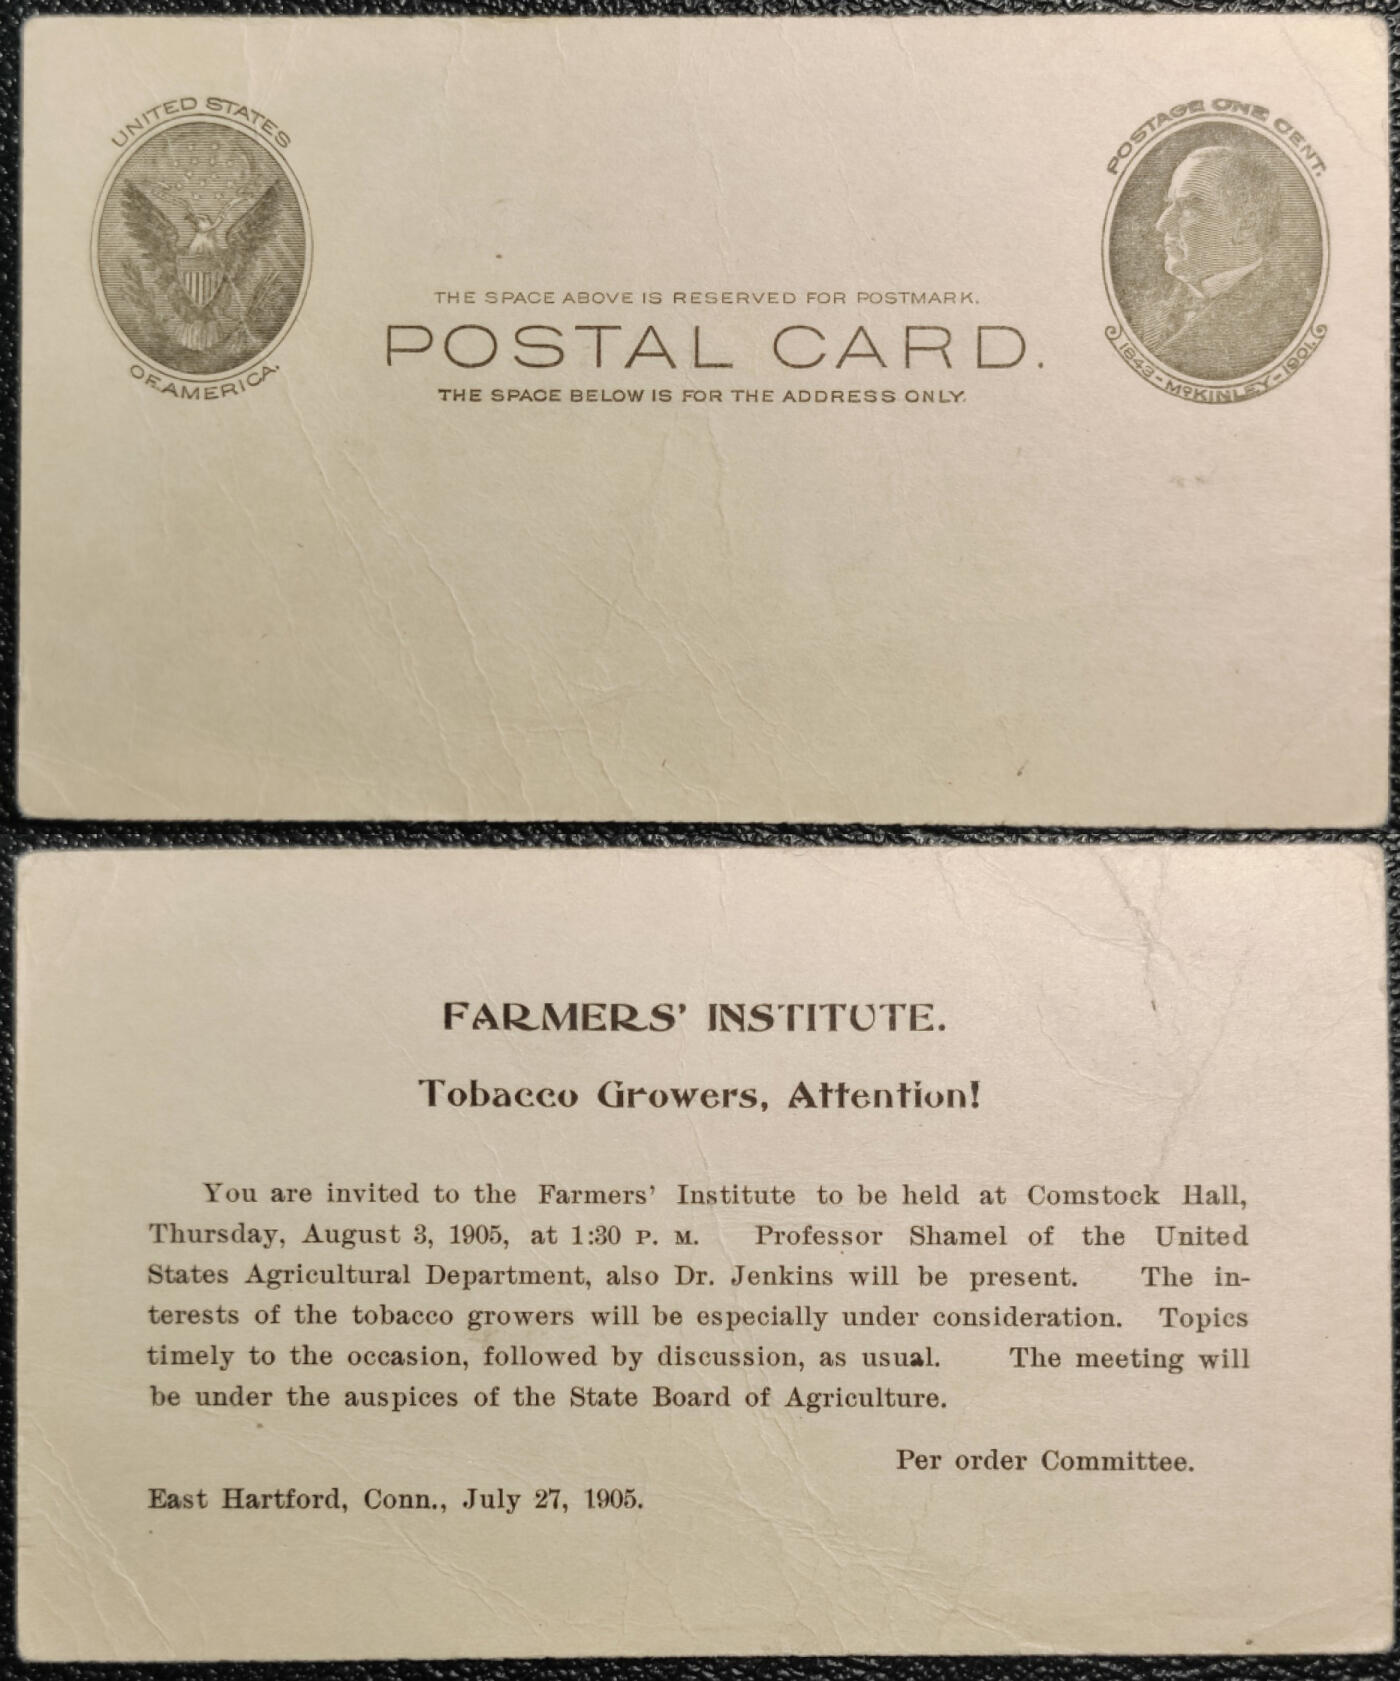 UNITED STATES
OF AMERICA.
POSTAGE ONE CENT.
1843-McKINLEY-1901.
THE SPACE ABOVE IS RESERVED FOR POSTMARK.
POSTAL CARD.
THE SPACE BELOW IS FOR THE ADDRESS ONLY.
FARMERS' INSTITUTE.
Tobacco Growers, Attention!
You are invited to the Farmers' Institute to be held at Comstock Hall,
Thursday, August 3, 1905, at 1:30 P. M. Professor Shamel of the United
States Agricultural Department, also Dr. Jenkins will be present. The in-
terests of the tobacco growers will be especially under consideration. Topics
timely to the occasion, followed by discussion, as usual. The meeting will
be under the auspices of the State Board of Agriculture.
Per order Committee.
East Hartford, Conn., July 27, 1905.